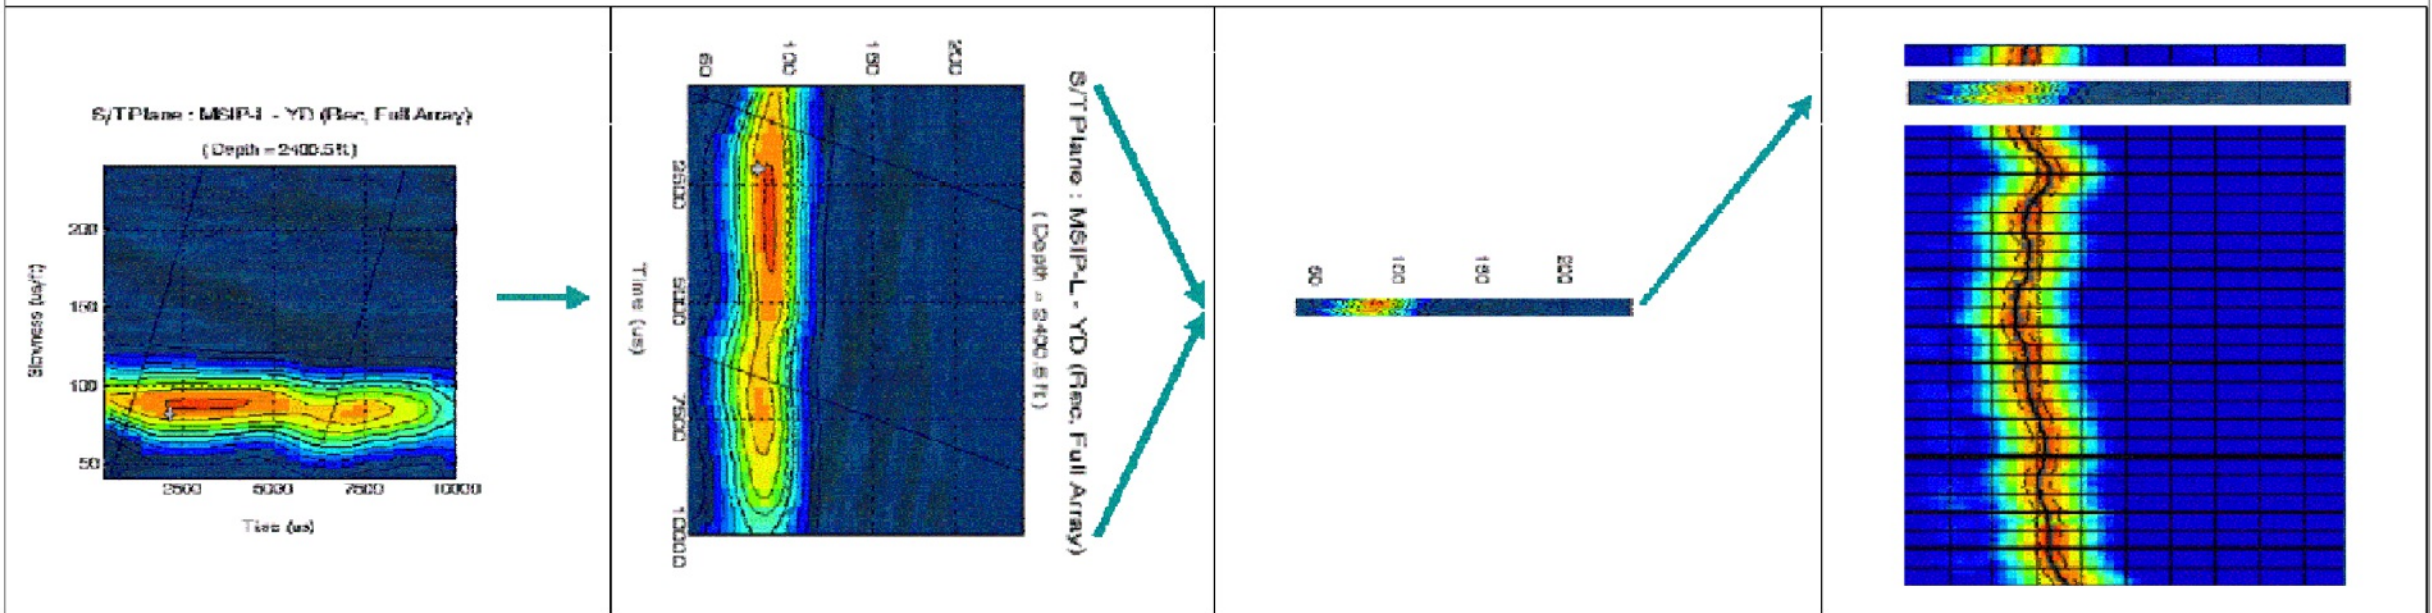 S/T Plane : MSIP-L - YD (Rec. Full Array)
( Depth = 2400.5 ft )
200
150
100
50
Slowness (us/ft)
2500 5000 7500 10000
Time (us)
50 100 150 200
2500 5000 7500 10000
Time (us)
( Depth = 2400.5 ft )
S/T Plane : MSIP-L - YD (Rec. Full Array)
50 100 150 200